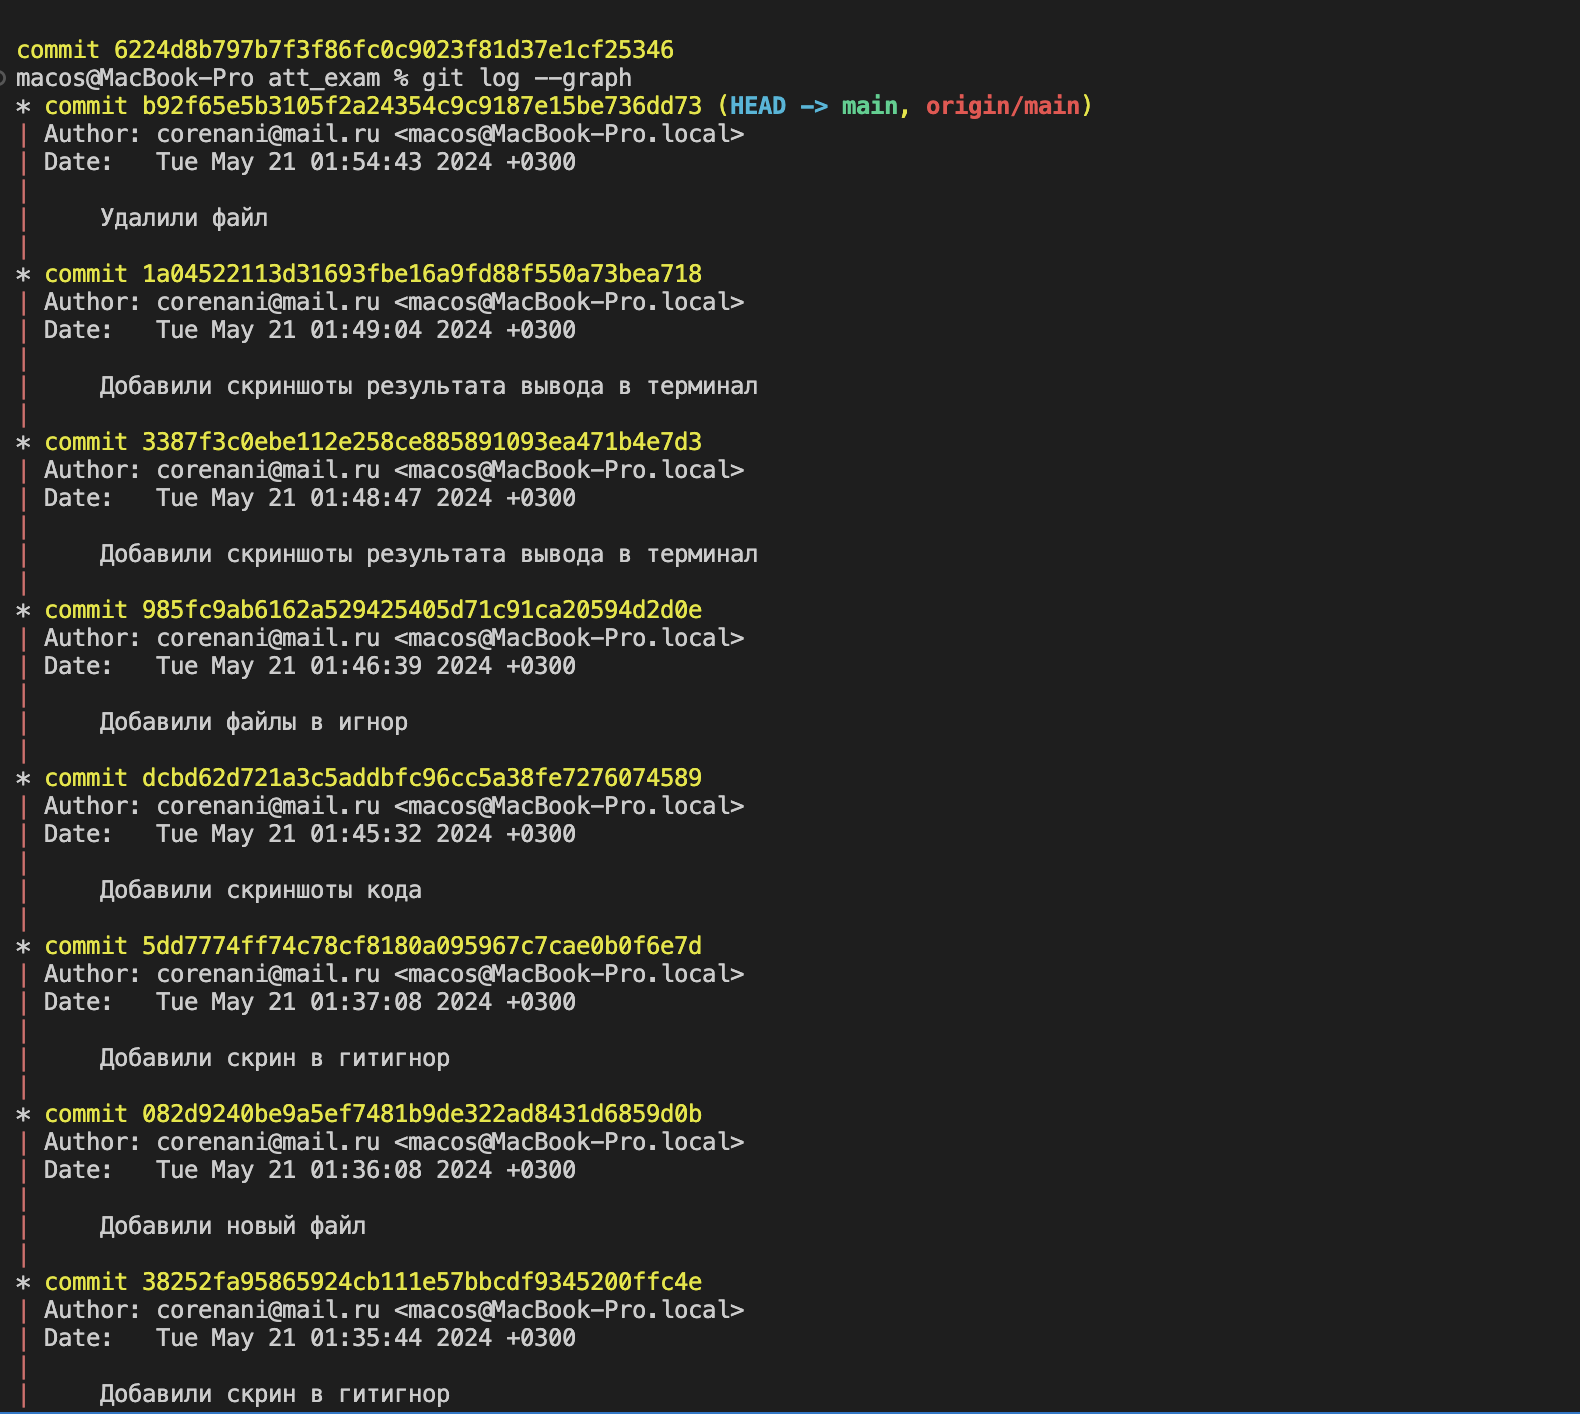 commit 6224d8b797b7f3f86fc0c9023f81d37e1cf25346
macos@MacBook-Pro att_exam % git log --graph
* commit b92f65e5b3105f2a24354c9c9187e15be736dd73 (HEAD -> main, origin/main)
| Author: corenani@mail.ru <macos@MacBook-Pro.local>
| Date:   Tue May 21 01:54:43 2024 +0300
|
|     Удалили файл
|
* commit 1a04522113d31693fbe16a9fd88f550a73bea718
| Author: corenani@mail.ru <macos@MacBook-Pro.local>
| Date:   Tue May 21 01:49:04 2024 +0300
|
|     Добавили скриншоты результата вывода в терминал
|
* commit 3387f3c0ebe112e258ce885891093ea471b4e7d3
| Author: corenani@mail.ru <macos@MacBook-Pro.local>
| Date:   Tue May 21 01:48:47 2024 +0300
|
|     Добавили скриншоты результата вывода в терминал
|
* commit 985fc9ab6162a529425405d71c91ca20594d2d0e
| Author: corenani@mail.ru <macos@MacBook-Pro.local>
| Date:   Tue May 21 01:46:39 2024 +0300
|
|     Добавили файлы в игнор
|
* commit dcbd62d721a3c5addbfc96cc5a38fe7276074589
| Author: corenani@mail.ru <macos@MacBook-Pro.local>
| Date:   Tue May 21 01:45:32 2024 +0300
|
|     Добавили скриншоты кода
|
* commit 5dd7774ff74c78cf8180a095967c7cae0b0f6e7d
| Author: corenani@mail.ru <macos@MacBook-Pro.local>
| Date:   Tue May 21 01:37:08 2024 +0300
|
|     Добавили скрин в гитигнор
|
* commit 082d9240be9a5ef7481b9de322ad8431d6859d0b
| Author: corenani@mail.ru <macos@MacBook-Pro.local>
| Date:   Tue May 21 01:36:08 2024 +0300
|
|     Добавили новый файл
|
* commit 38252fa95865924cb111e57bbcdf9345200ffc4e
| Author: corenani@mail.ru <macos@MacBook-Pro.local>
| Date:   Tue May 21 01:35:44 2024 +0300
|
|     Добавили скрин в гитигнор